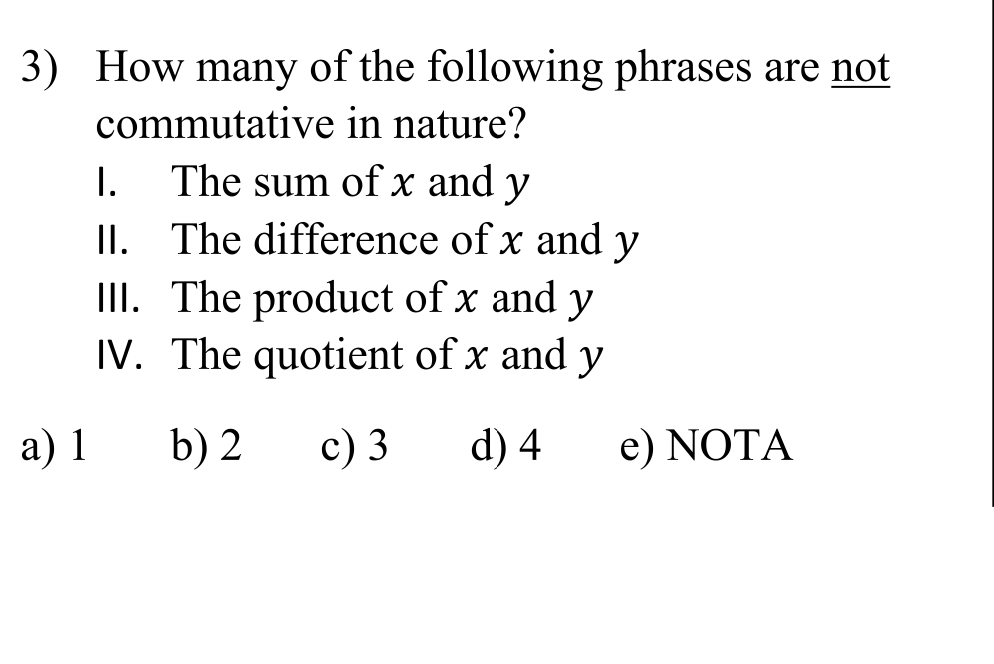 3) How many of the following phrases are not
commutative in nature?
I. The sum of x and y
II. The difference of x and y
III. The product of x and y
IV. The quotient of x and y
a) 1 b) 2 c) 3 d) 4 e) NOTA